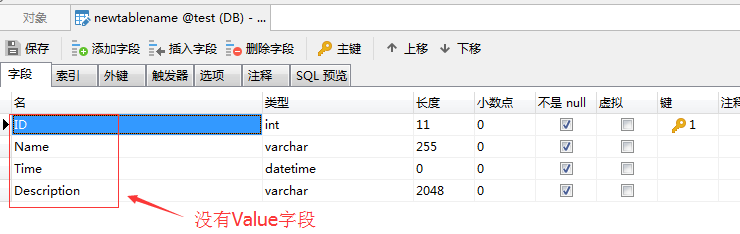 对象 newtablename @test (DB) - ...
保存 添加字段 插入字段 删除字段 主键 上移 下移
字段 索引 外键 触发器 选项 注释 SQL 预览
名 类型 长度 小数点 不是 null 虚拟 键 注释
ID int 11 0 1
Name varchar 255 0
Time datetime 0 0
Description varchar 2048 0
没有Value字段